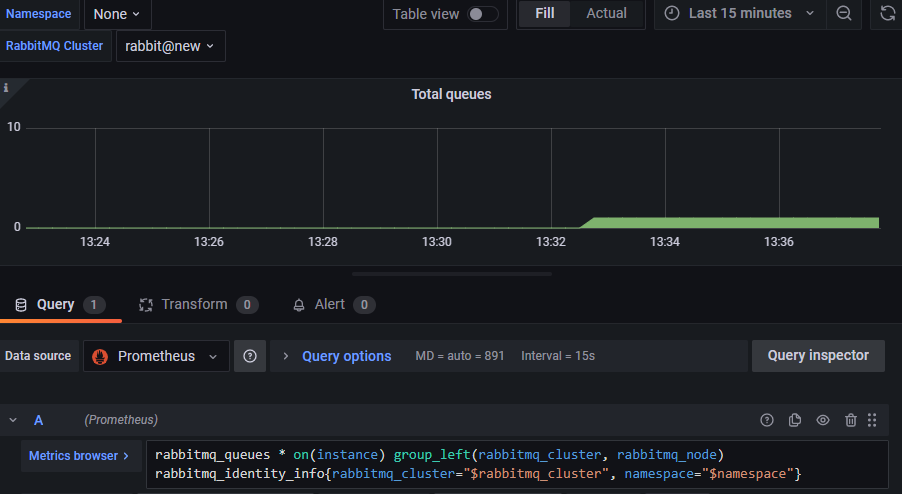 Namespace None Table view Fill Actual Last 15 minutes
RabbitMQ Cluster rabbit@new
i
Total queues
10
0
13:24 13:26 13:28 13:30 13:32 13:34 13:36
Query 1 Transform 0 Alert 0
Data source Prometheus ? > Query options MD = auto = 891 Interval = 15s Query inspector
A (Prometheus) ?
Metrics browser > rabbitmq_queues * on(instance) group_left(rabbitmq_cluster, rabbitmq_node)
rabbitmq_identity_info{rabbitmq_cluster="$rabbitmq_cluster", namespace="$namespace"}